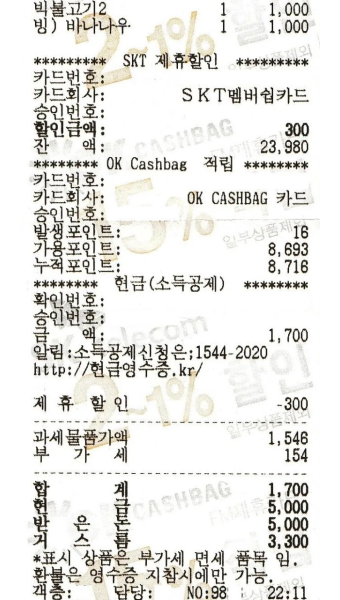 빅불고기2 1 1,000
빙) 바나나우 1 1,000
********* SKT 제휴할인 *********
카드번호:
카드회사: SKT멤버쉽카드
승인번호:
할인금액: 300
잔 액: 23,980
******** OK Cashbag 적립 ********
카드번호:
카드회사: OK CASHBAG 카드
승인번호:
발생포인트: 16
가용포인트: 8,693
누적포인트: 8,716
******** 현금(소득공제) ********
확인번호:
승인번호:
금 액: 1,700
알림:소득공제신청은;1544-2020
http://현금영수증.kr/
제 휴 할 인 -300
과세물품가액 1,546
부 가 세 154
합 계 1,700
현 금 5,000
받 은 돈 5,000
거 스 름 3,300
*표시 상품은 부가세 면세 품목 임.
환불은 영수증 지참시에만 가능.
객층: 담당: NO:98 22:11